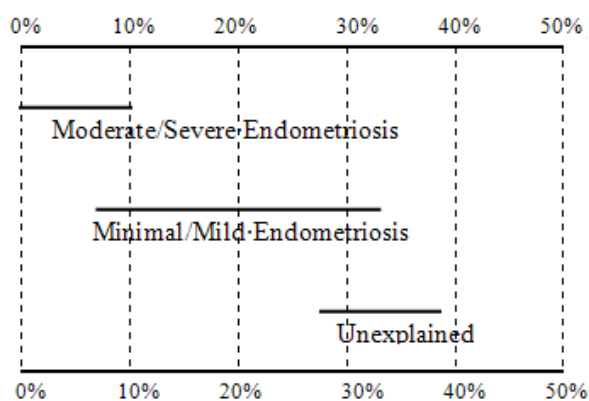 0% 10% 20% 30% 40% 50%
Moderate/Severe·Endometriosis
Minimal/Mild·Endometriosis
Unexplained
0% 10% 20% 30% 40% 50%